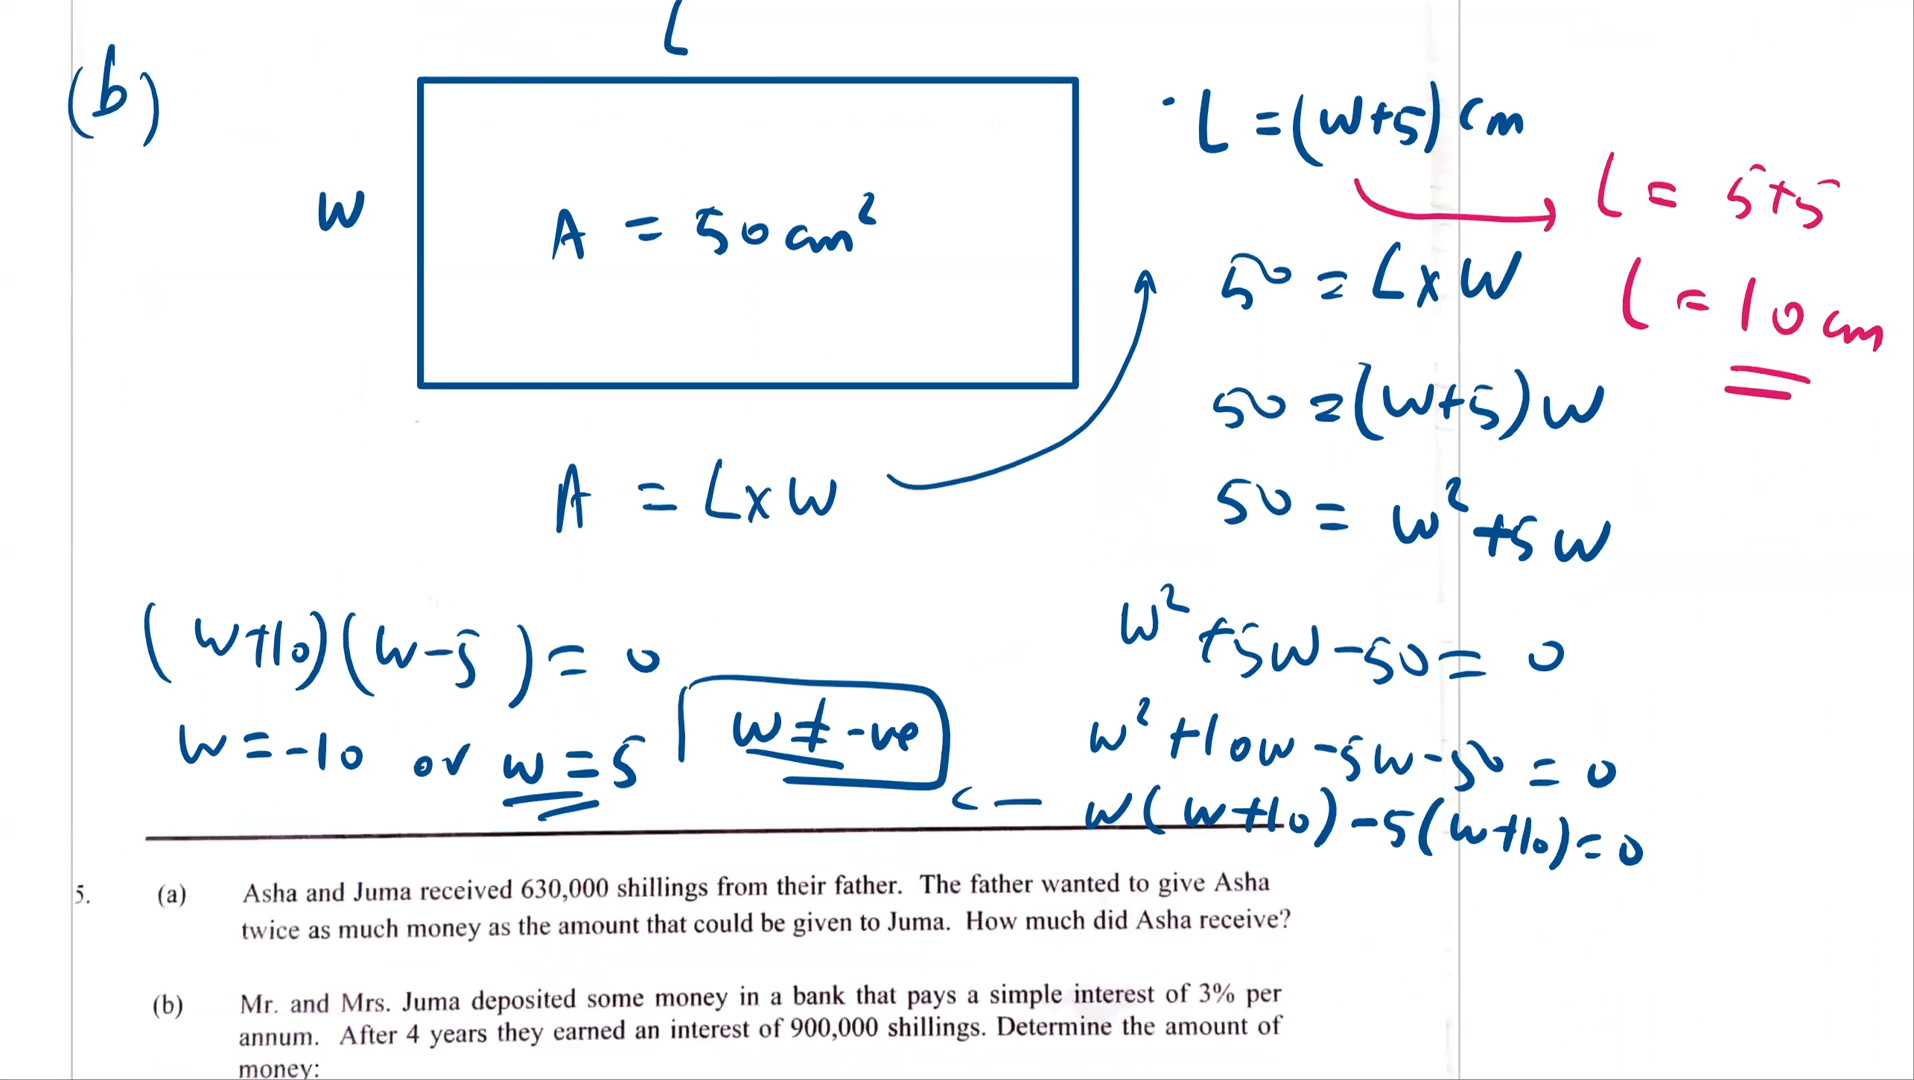 (b)
L
w
A = 50 cm²
A = L x W
L = (w+5) cm
L = 5+5
L = 10 cm
50 = L x W
50 = (w+5) w
50 = w² + 5w
w² + 5w - 50 = 0
w² + 10w - 5w - 50 = 0
w(w+10) - 5(w+10) = 0
(w+10)(w-5) = 0
w = -10 or w = 5
w ≠ -ve
5. (a) Asha and Juma received 630,000 shillings from their father. The father wanted to give Asha
twice as much money as the amount that could be given to Juma. How much did Asha receive?
(b) Mr. and Mrs. Juma deposited some money in a bank that pays a simple interest of 3% per
annum. After 4 years they earned an interest of 900,000 shillings. Determine the amount of
money: